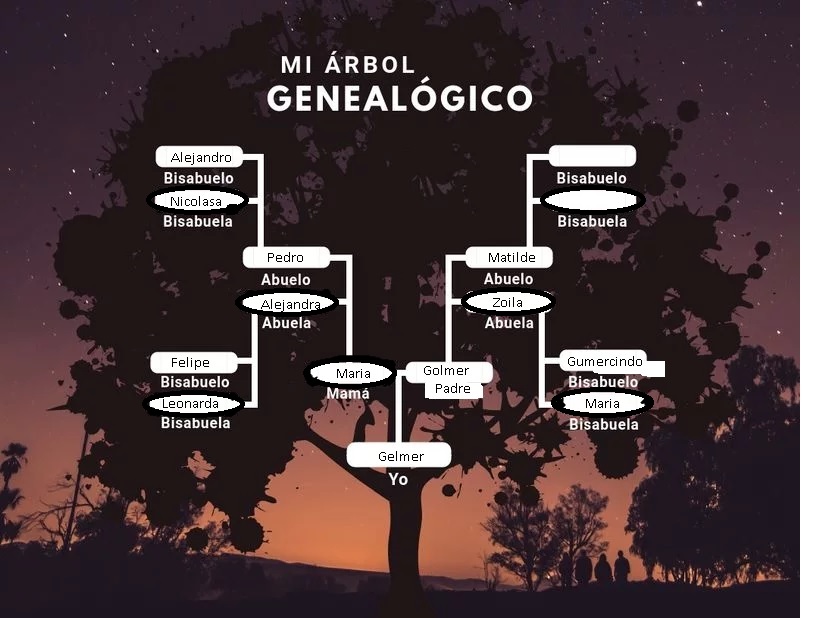 MI ÁRBOL
GENEALÓGICO
Alejandro
Bisabuelo
Nicolasa
Bisabuela
Bisabuelo
Bisabuela
Pedro
Abuelo
Alejandra
Abuela
Matilde
Abuelo
Zoila
Abuela
Felipe
Bisabuelo
Leonarda
Bisabuela
Maria
Mamá
Golmer
Padre
Gumercindo
Bisabuelo
Maria
Bisabuela
Gelmer
Yo